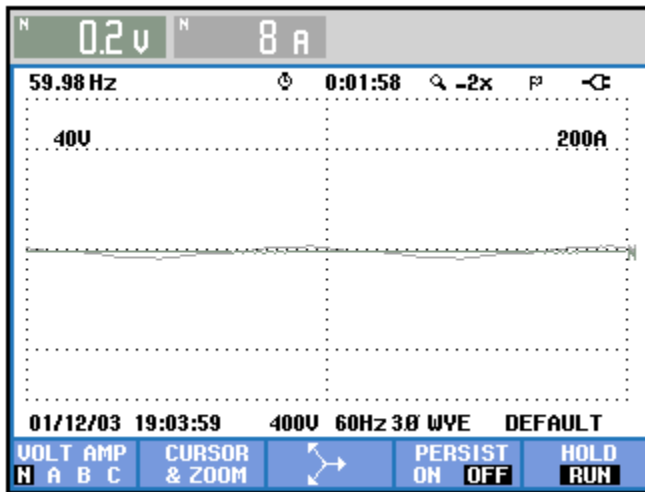 N 0.2 V N 8 A
59.98 Hz 0:01:58 -2x
40V 200A
N
01/12/03 19:03:59 400V 60Hz 3Ø WYE DEFAULT
VOLT AMP CURSOR PERSIST HOLD
N A B C & ZOOM ON OFF RUN